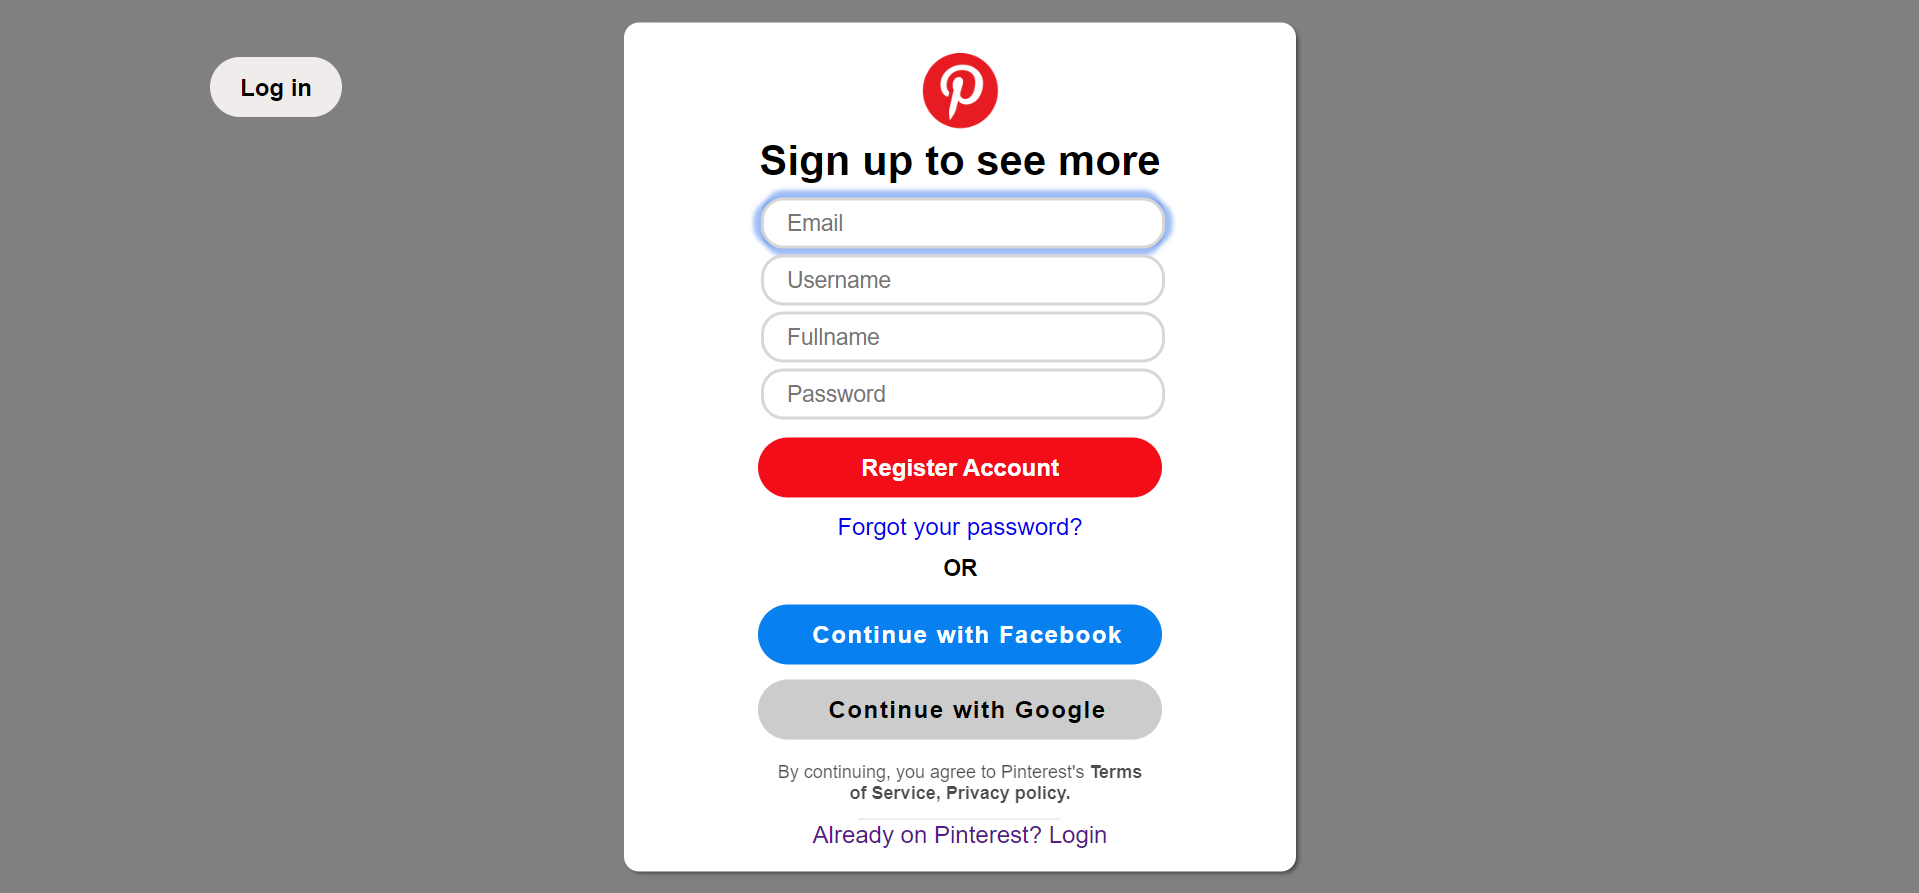 Log in
Sign up to see more
Email
Username
Fullname
Password
Register Account
Forgot your password?
OR
Continue with Facebook
Continue with Google
By continuing, you agree to Pinterest's Terms
of Service, Privacy policy.
Already on Pinterest? Login